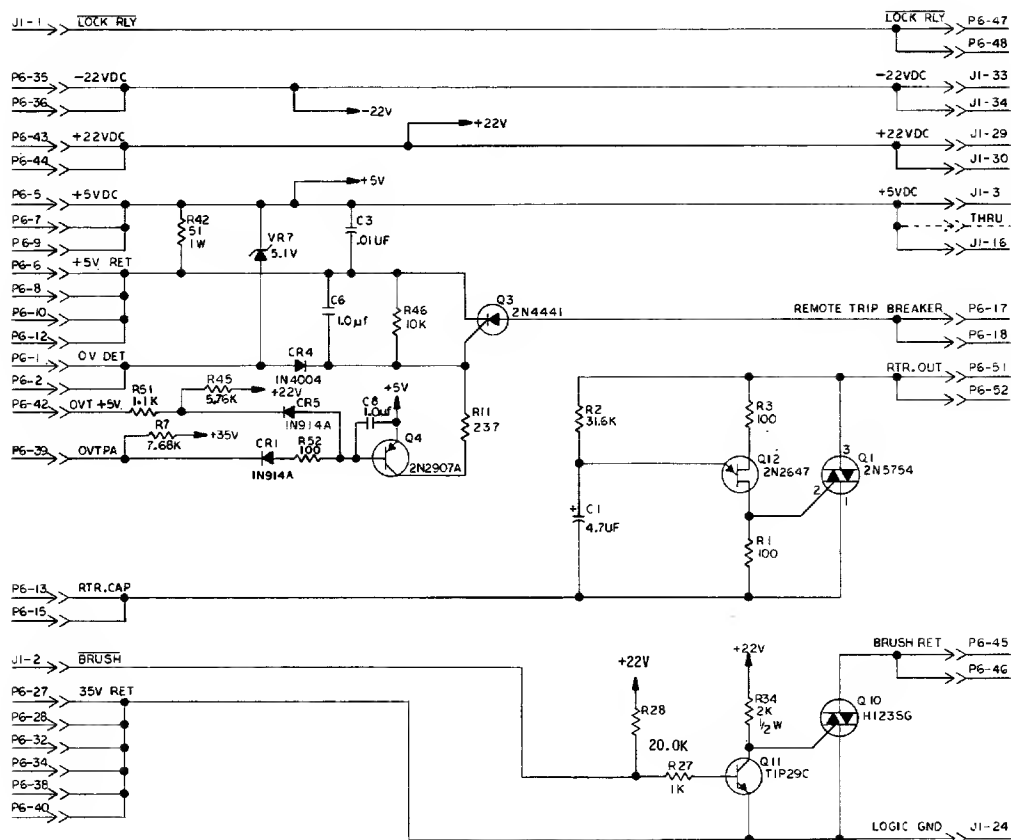 J1-1 LOCK RLY LOCK RLY P6-47
P6-48
P6-35 -22VDC -22VDC J1-33
P6-36 -22V J1-34
+22V
P6-43 +22VDC +22VDC J1-29
P6-44 J1-30
+5V
P6-5 +5VDC +5VDC J1-3
P6-7 THRU
P6-9 J1-16
R42
51
1W
VR7
5.1V
C3
.01UF
P6-6 +5V RET
P6-8
P6-10
P6-12
C6
1.0µf
R46
10K
Q3
2N4441
REMOTE TRIP BREAKER P6-17
P6-18
P6-1 OV DET
P6-2
CR4
1N4004
RTR.OUT P6-51
P6-52
P6-42 OVT +5V
R51
1.1K
R45
5.76K
+22V
CR5
1N914A
C8
1.0uf
+5V
R11
237
P6-39 OVTPA
R7
7.68K
+35V
CR1
1N914A
R52
100
Q4
2N2907A
R2
31.6K
R3
100
Q12
2N2647
3
Q1
2N5754
2
1
+
C1
4.7UF
R1
100
P6-13 RTR.CAP
P6-15
J1-2 BRUSH
BRUSH RET P6-45
P6-46
P6-27 35V RET
P6-28
P6-32
P6-34
P6-38
P6-40
+22V
R28
20.0K
R27
1K
+22V
R34
2K
1/2 W
Q11
TIP29C
Q10
H123SG
LOGIC GND J1-24